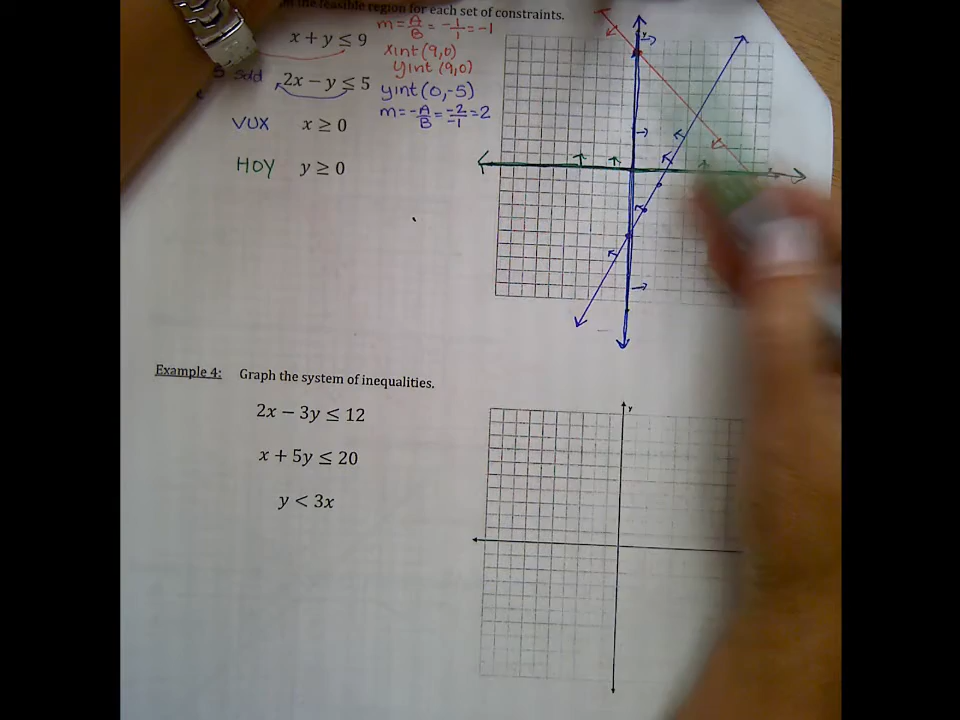 the feasible region for each set of constraints.
x + y ≤ 9
m = A/B = -1/1 = -1
xint (9,0)
yint (9,0)
5 Sdd 2x − y ≤ 5
yint (0,-5)
m = -A/B = -2/-1 = 2
VUX x ≥ 0
HOY y ≥ 0
y
Example 4: Graph the system of inequalities.
2x − 3y ≤ 12
x + 5y ≤ 20
y < 3x
y